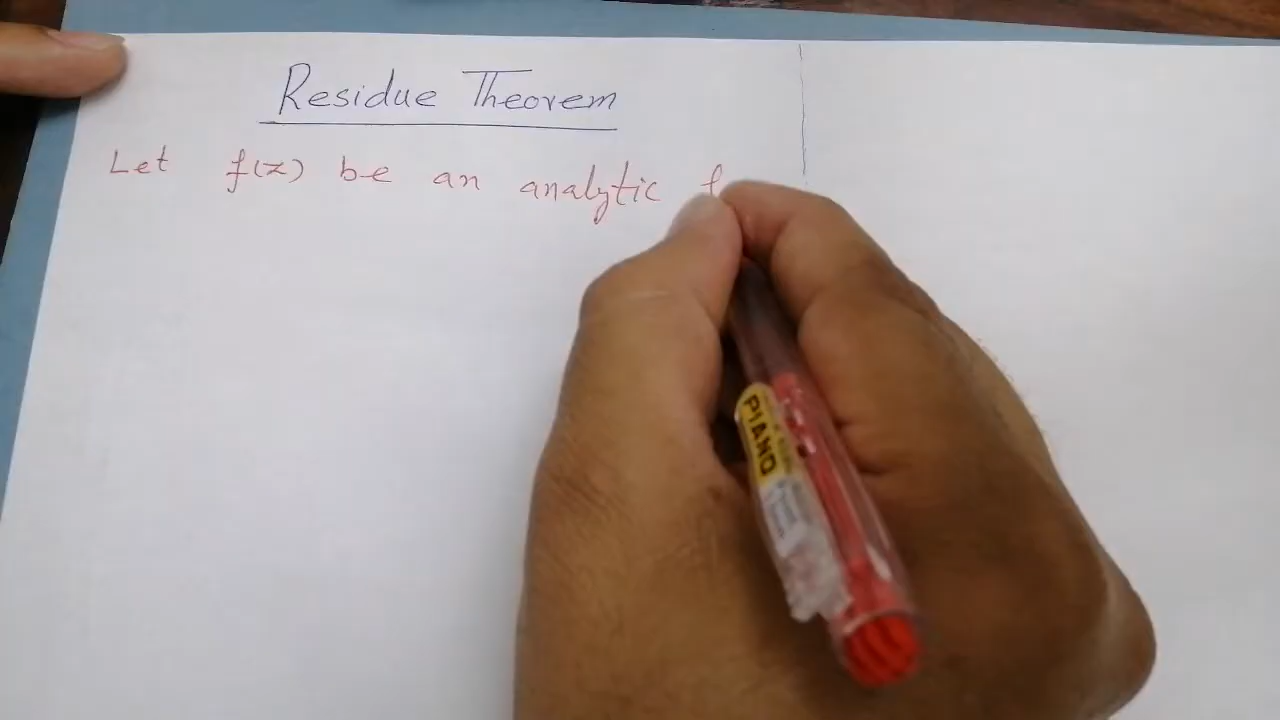 Residue Theorem
Let f(z) be an analytic f
PIANO